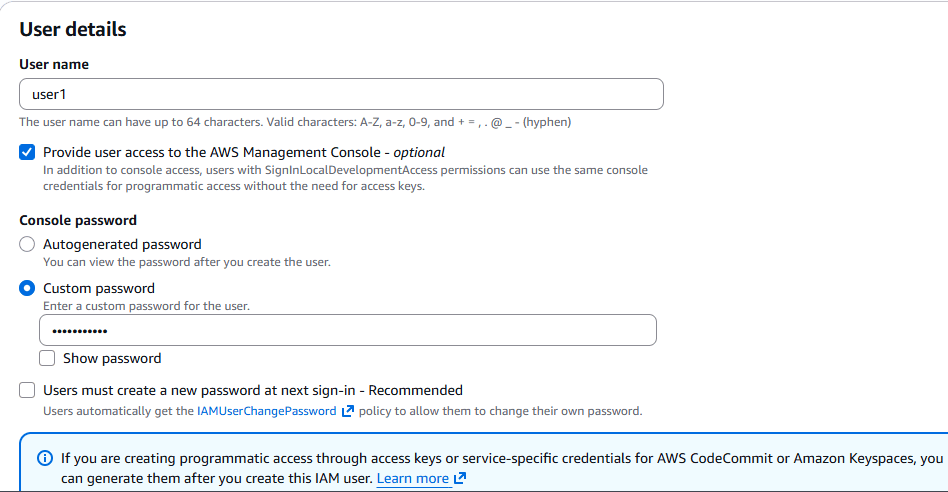 User details
User name
user1
The user name can have up to 64 characters. Valid characters: A-Z, a-z, 0-9, and + = , . @ _ - (hyphen)
Provide user access to the AWS Management Console - optional
In addition to console access, users with SignInLocalDevelopmentAccess permissions can use the same console
credentials for programmatic access without the need for access keys.
Console password
Autogenerated password
You can view the password after you create the user.
Custom password
Enter a custom password for the user.
•••••••••••
Show password
Users must create a new password at next sign-in - Recommended
Users automatically get the IAMUserChangePassword policy to allow them to change their own password.
If you are creating programmatic access through access keys or service-specific credentials for AWS CodeCommit or Amazon Keyspaces, you
can generate them after you create this IAM user. Learn more